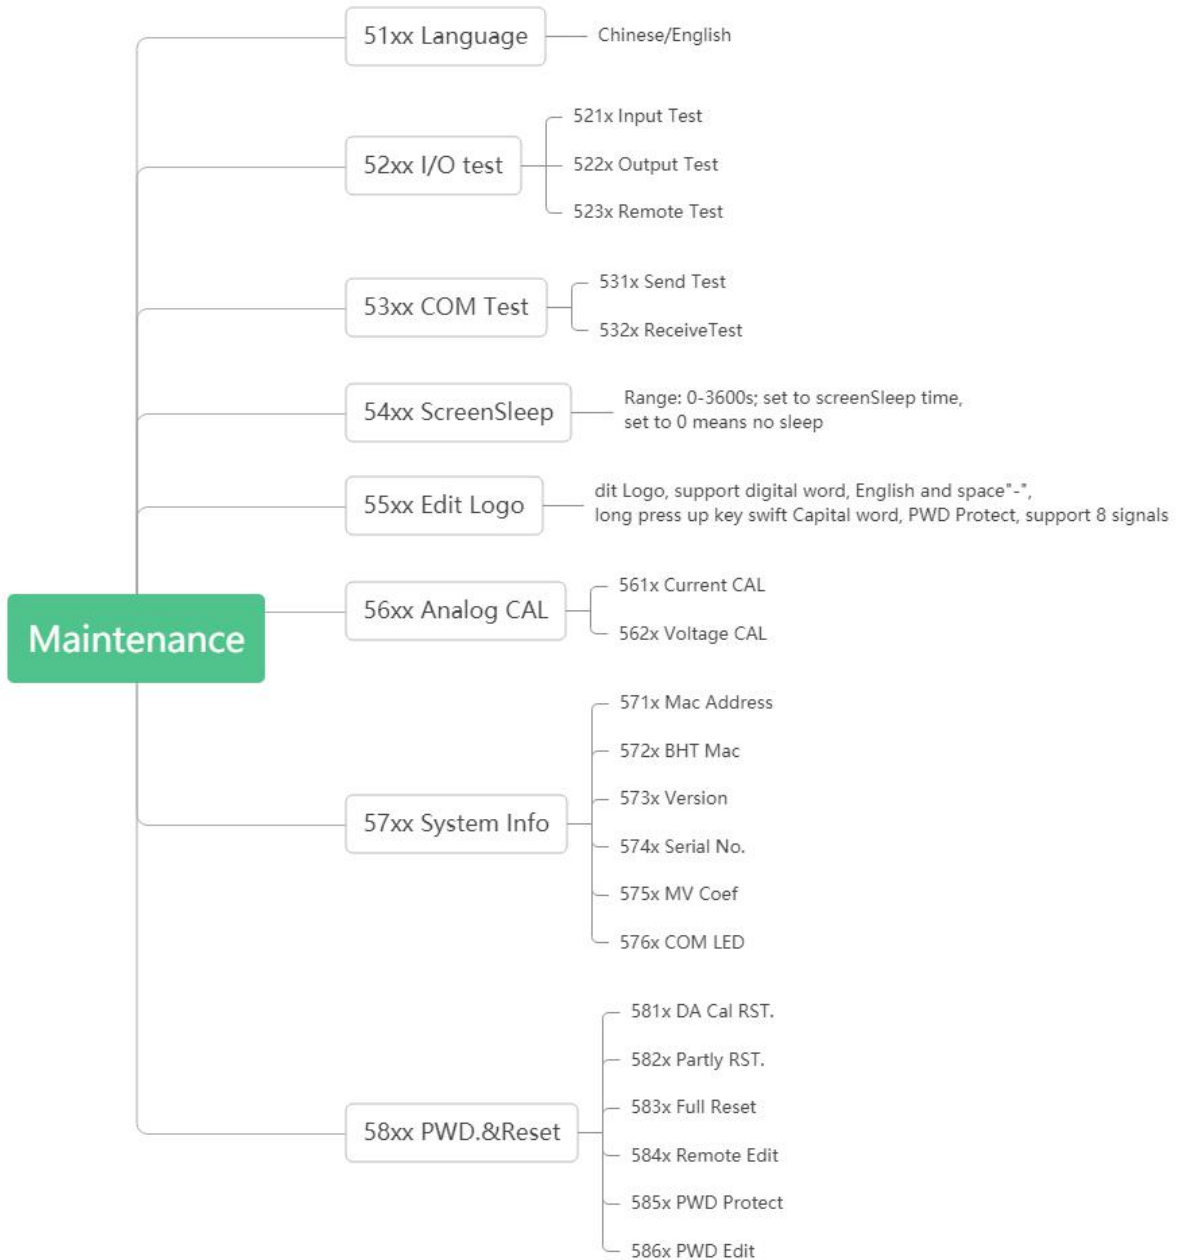 51xx Language
Chinese/English
52xx I/O test
521x Input Test
522x Output Test
523x Remote Test
53xx COM Test
531x Send Test
532x ReceiveTest
54xx ScreenSleep
Range: 0-3600s; set to screenSleep time,
set to 0 means no sleep
55xx Edit Logo
dit Logo, support digital word, English and space"-",
long press up key swift Capital word, PWD Protect, support 8 signals
Maintenance
56xx Analog CAL
561x Current CAL
562x Voltage CAL
57xx System Info
571x Mac Address
572x BHT Mac
573x Version
574x Serial No.
575x MV Coef
576x COM LED
58xx PWD.&Reset
581x DA Cal RST.
582x Partly RST.
583x Full Reset
584x Remote Edit
585x PWD Protect
586x PWD Edit